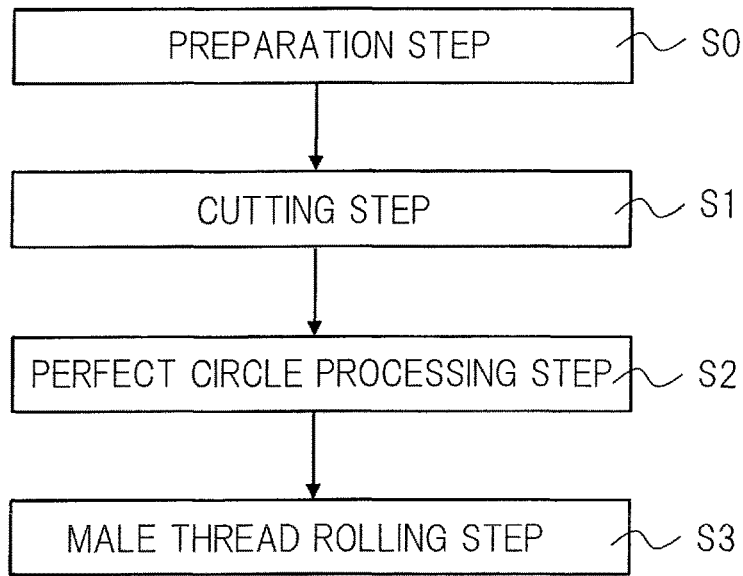 PREPARATION STEP S0
CUTTING STEP S1
PERFECT CIRCLE PROCESSING STEP S2
MALE THREAD ROLLING STEP S3